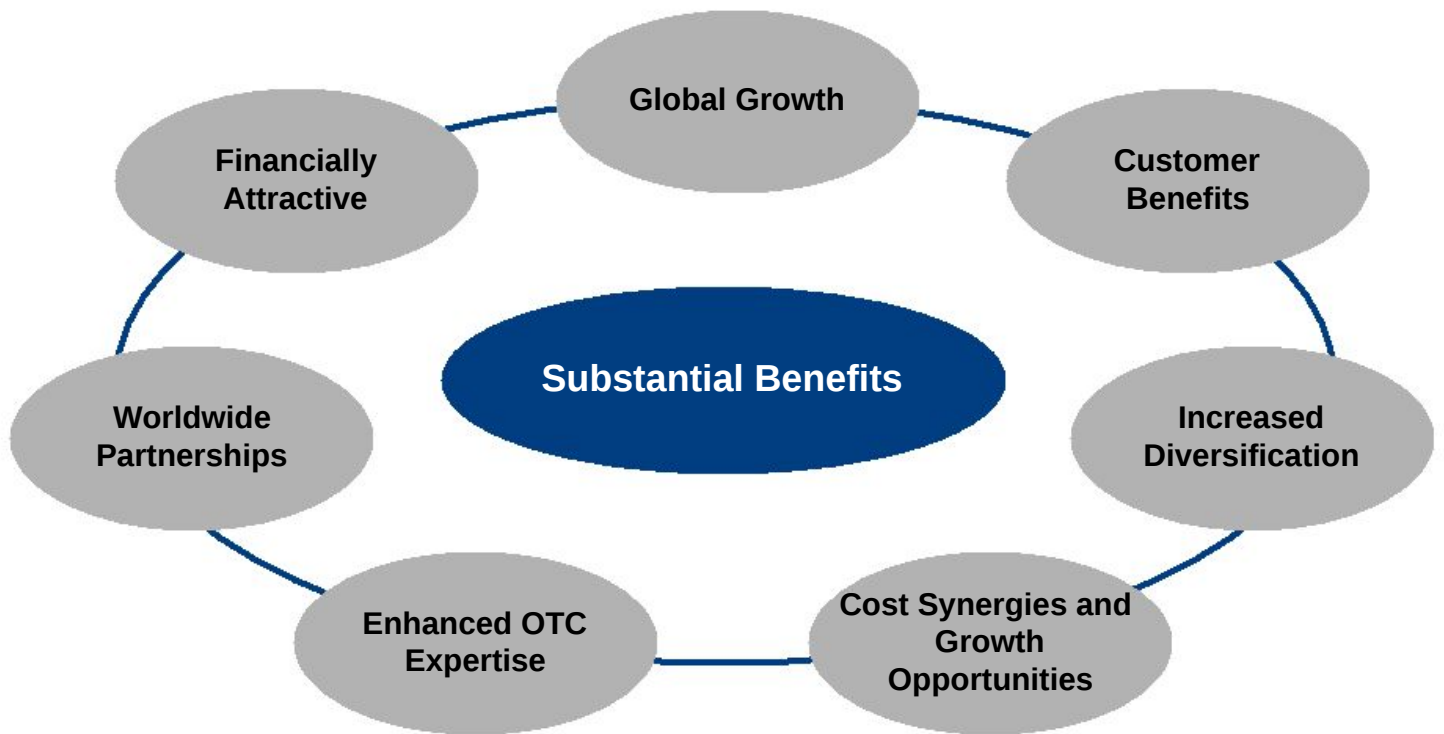 Global Growth
Financially
Attractive
Customer
Benefits
Substantial Benefits
Worldwide
Partnerships
Increased
Diversification
Enhanced OTC
Expertise
Cost Synergies and
Growth
Opportunities